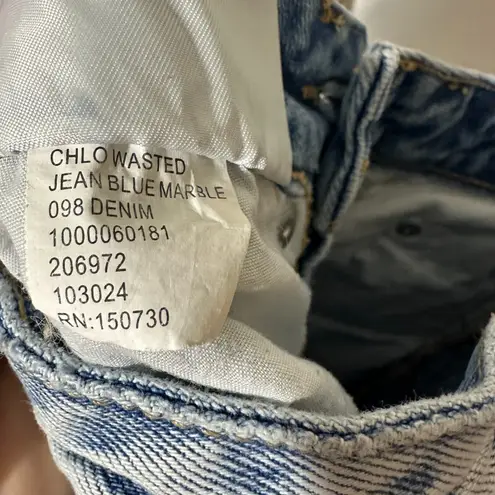 CHLO WASTED
JEAN BLUE MARBLE
098 DENIM
1000060181
206972
103024
RN:150730